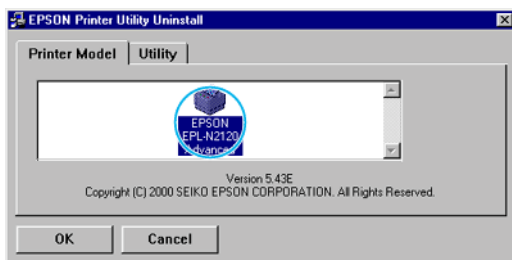 EPSON Printer Utility Uninstall
Printer Model
Utility
EPSON
EPL-N2120
Advanced
Version 5.43E
Copyright (C) 2000 SEIKO EPSON CORPORATION. All Rights Reserved.
OK
Cancel